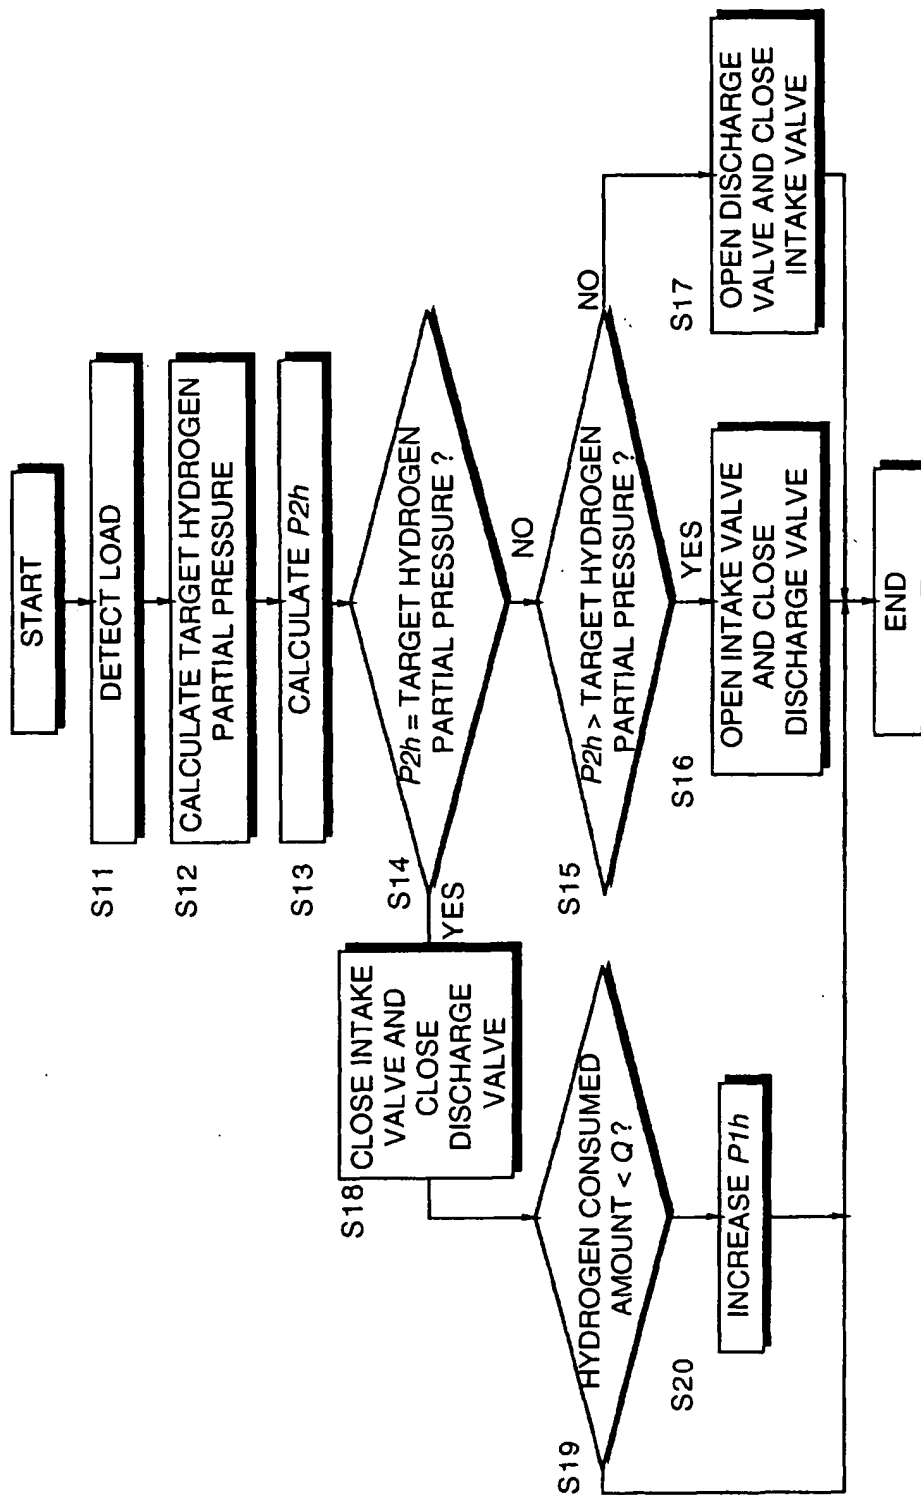 START
S11
DETECT LOAD
S12
CALCULATE TARGET HYDROGEN
PARTIAL PRESSURE
S13
CALCULATE P2h
S14
P2h = TARGET HYDROGEN
PARTIAL PRESSURE ?
YES
NO
S18
CLOSE INTAKE
VALVE AND
CLOSE
DISCHARGE
VALVE
S15
P2h > TARGET HYDROGEN
PARTIAL PRESSURE ?
NO
YES
S19
HYDROGEN CONSUMED
AMOUNT < Q?
S20
INCREASE P1h
S16
OPEN INTAKE VALVE
AND CLOSE
DISCHARGE VALVE
S17
OPEN DISCHARGE
VALVE AND CLOSE
INTAKE VALVE
END